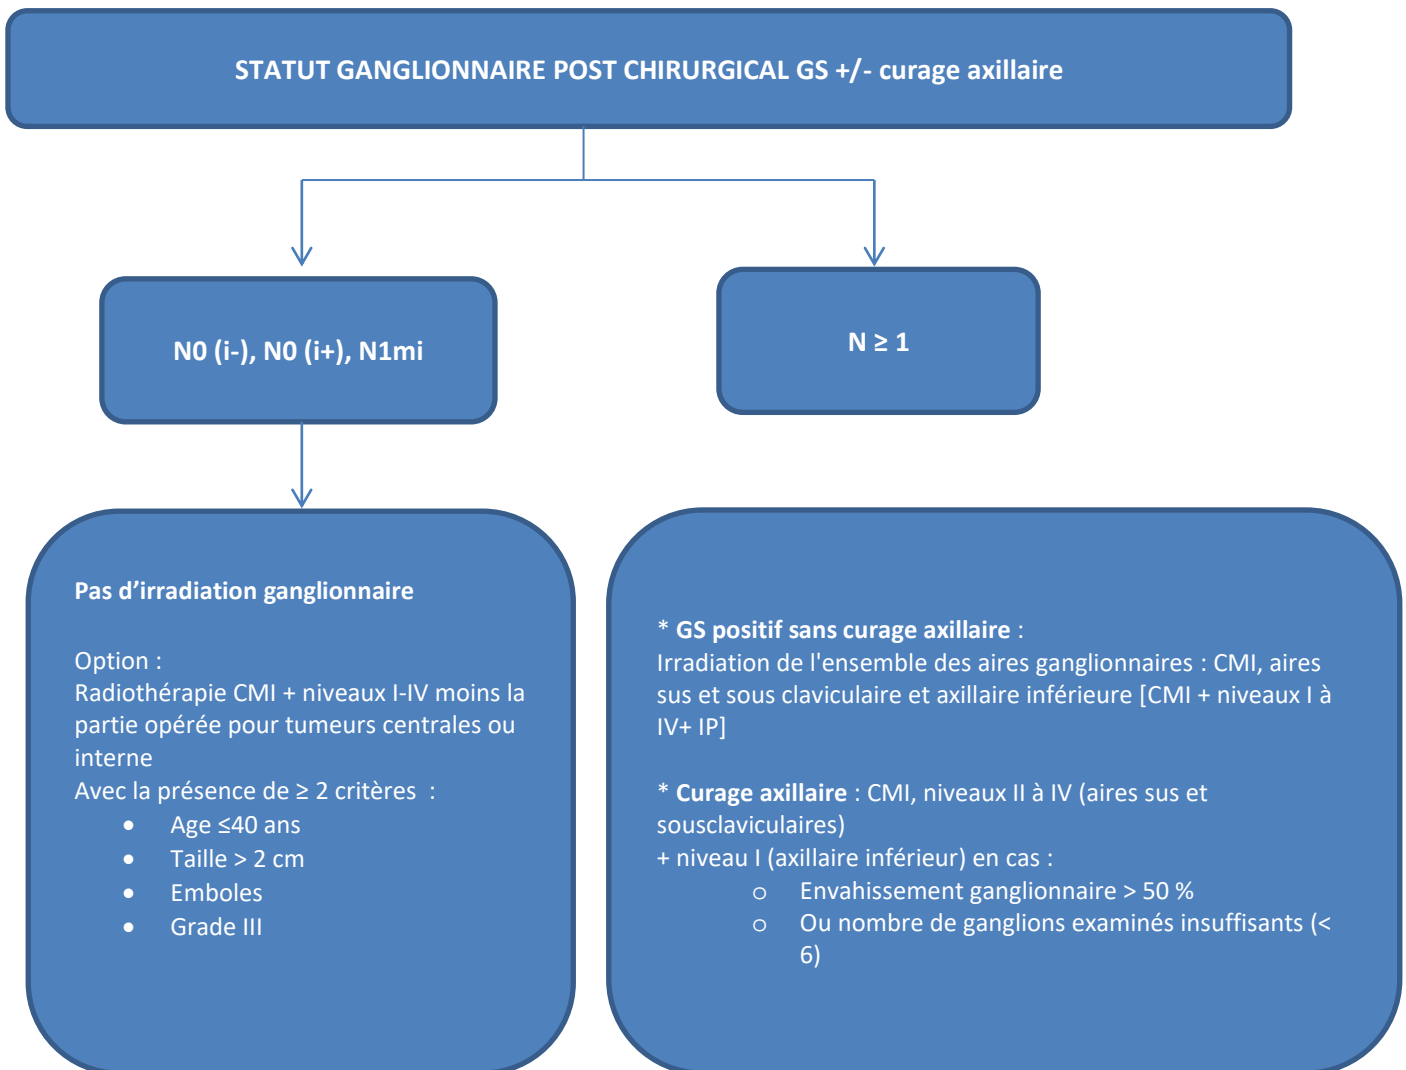 STATUT GANGLIONNAIRE POST CHIRURGICAL GS +/- curage axillaire
N0 (i-), N0 (i+), N1mi
N ≥ 1
Pas d’irradiation ganglionnaire
Option :
Radiothérapie CMI + niveaux I-IV moins la
partie opérée pour tumeurs centrales ou
interne
Avec la présence de ≥ 2 critères :
• Age ≤40 ans
• Taille > 2 cm
• Emboles
• Grade III
* GS positif sans curage axillaire :
Irradiation de l'ensemble des aires ganglionnaires : CMI, aires
sus et sous claviculaire et axillaire inférieure [CMI + niveaux I à
IV+ IP]
* Curage axillaire : CMI, niveaux II à IV (aires sus et
sousclaviculaires)
+ niveau I (axillaire inférieur) en cas :
o Envahissement ganglionnaire > 50 %
o Ou nombre de ganglions examinés insuffisants (<
6)